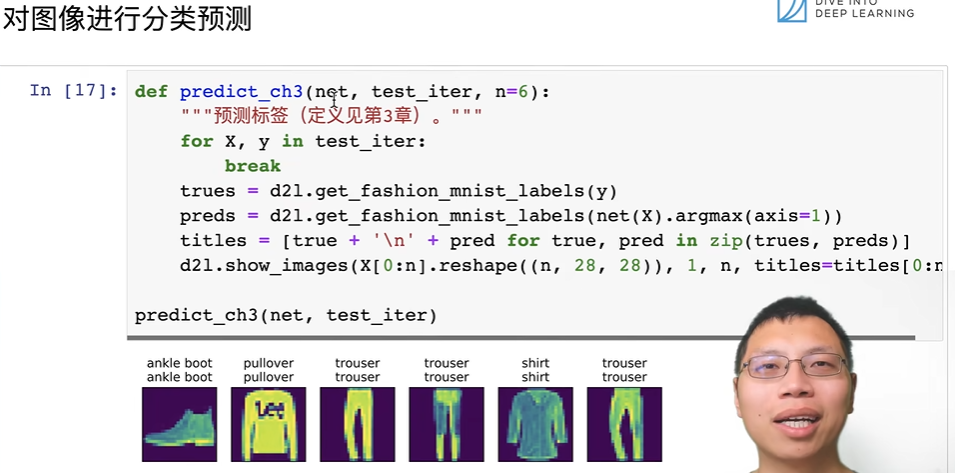 对图像进行分类预测
DIVE INTO
DEEP LEARNING
In [17]:
def predict_ch3(net, test_iter, n=6):
"""预测标签（定义见第3章）。"""
for X, y in test_iter:
break
trues = d2l.get_fashion_mnist_labels(y)
preds = d2l.get_fashion_mnist_labels(net(X).argmax(axis=1))
titles = [true + '\n' + pred for true, pred in zip(trues, preds)]
d2l.show_images(X[0:n].reshape((n, 28, 28)), 1, n, titles=titles[0:n
predict_ch3(net, test_iter)
ankle boot pullover trouser trouser shirt trouser
ankle boot pullover trouser trouser shirt trouser
Lee